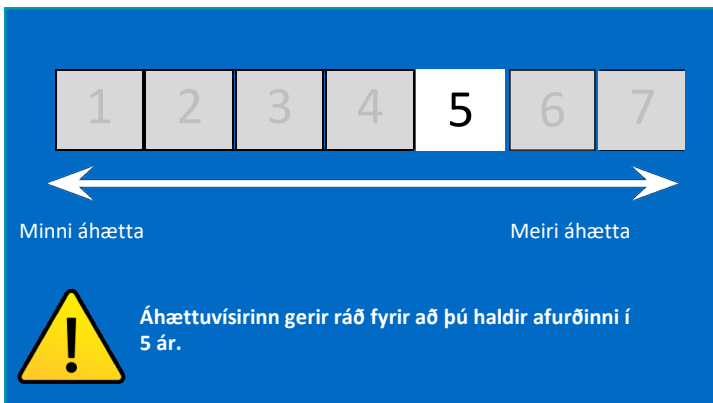 1 2 3 4 5 6 7
Minni áhætta Meiri áhætta
Áhættuvísirinn gerir ráð fyrir að þú haldir afurðinni í
5 ár.